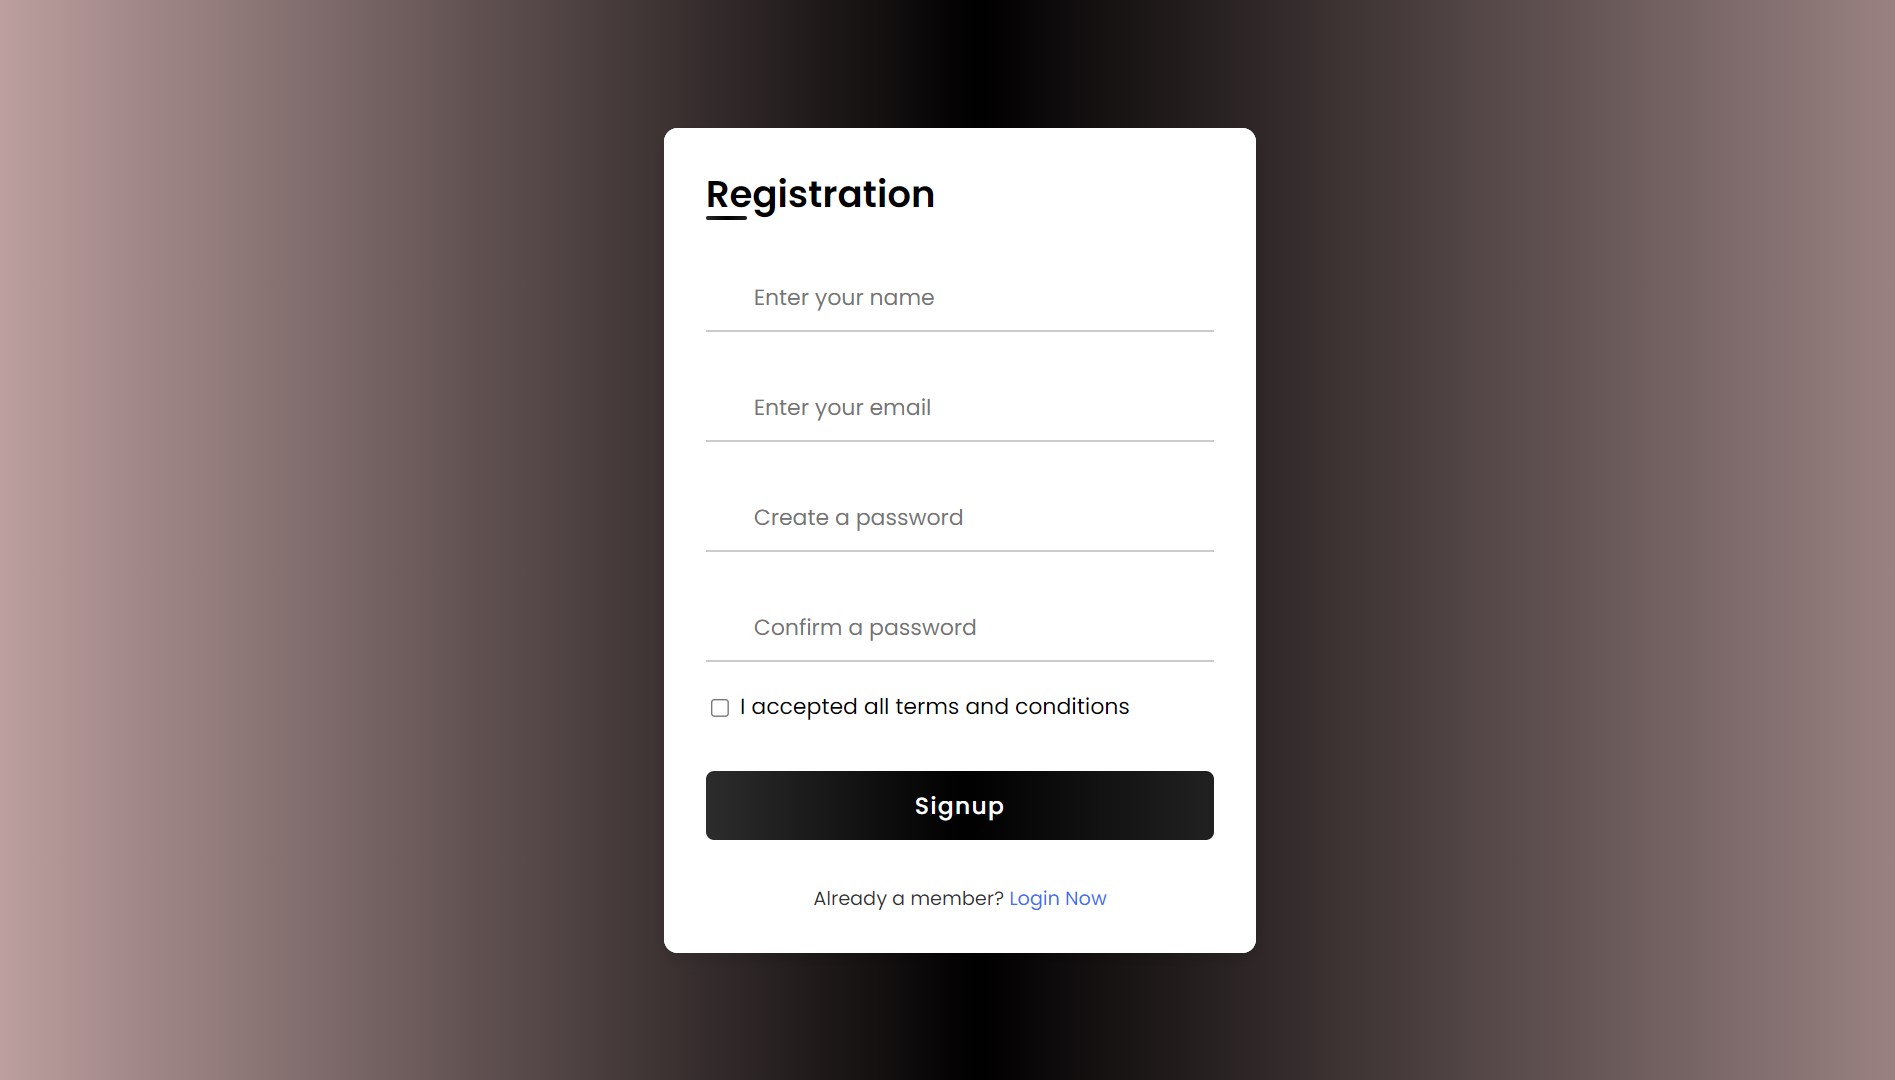 Registration
Enter your name
Enter your email
Create a password
Confirm a password
I accepted all terms and conditions
Signup
Already a member? Login Now